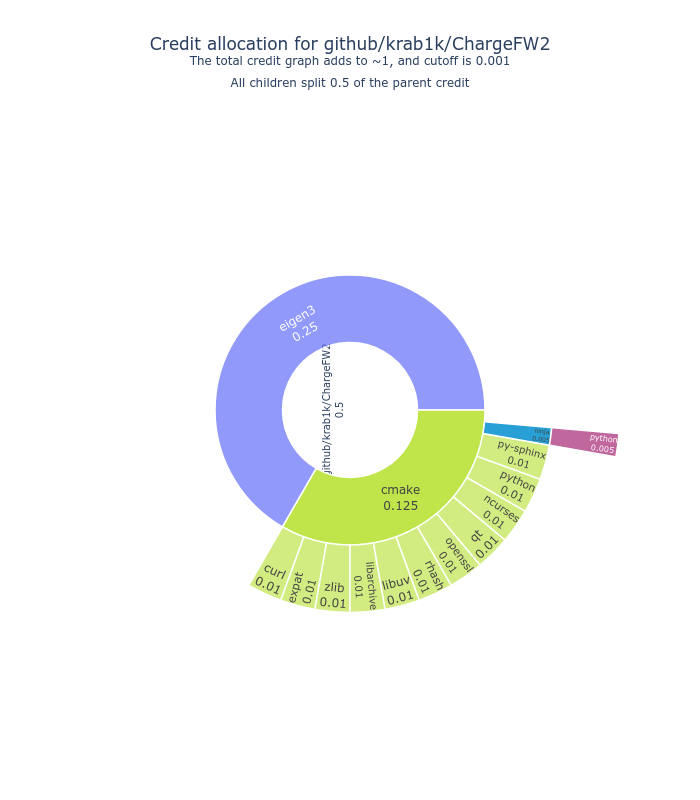 Credit allocation for github/krab1k/ChargeFW2
The total credit graph adds to ~1, and cutoff is 0.001
All children split 0.5 of the parent credit
eigen3
0.25
github/krab1k/ChargeFW2
0.5
cmake
0.125
ninja
0.005
python
0.005
py-sphinx
0.01
python
0.01
ncurses
0.01
qt
0.01
openssl
0.01
rhash
0.01
libuv
0.01
libarchive
0.01
zlib
0.01
expat
0.01
curl
0.01